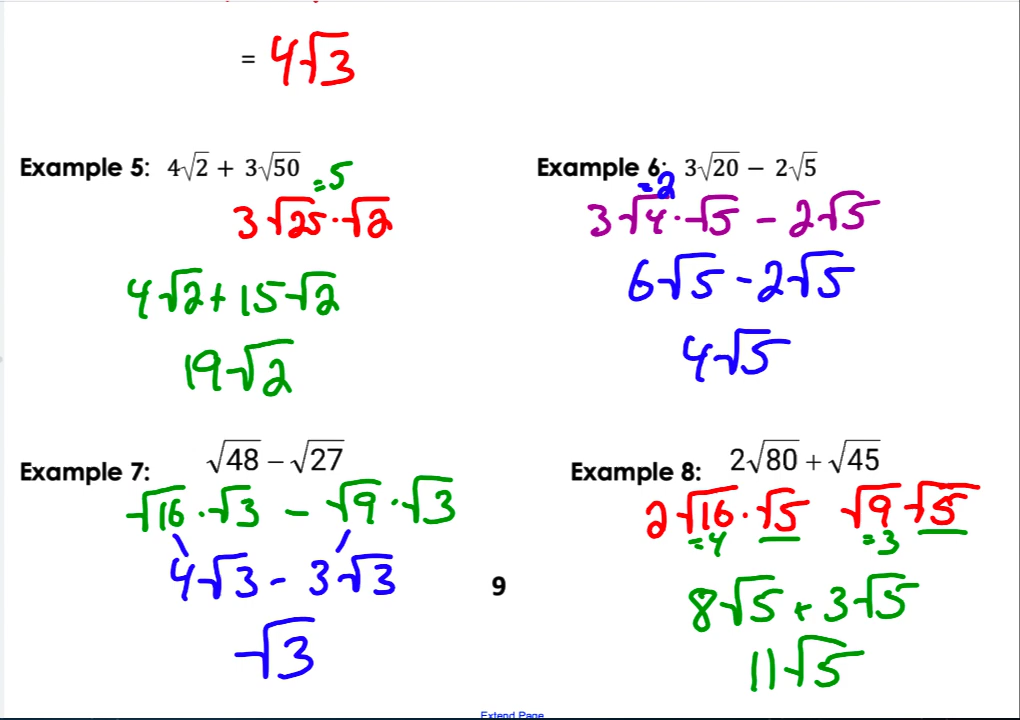 = 4√3
Example 5: 4√2 + 3√50
= 5
3√25 · √2
4√2 + 15√2
19√2
Example 6: 3√20 − 2√5
= 2
3√4 · √5 − 2√5
6√5 − 2√5
4√5
Example 7: √48 − √27
√16 · √3 − √9 · √3
4√3 − 3√3
√3
Example 8: 2√80 + √45
2√16 · √5 √9 √5
= 4 = 3
8√5 + 3√5
11√5
9
Extend Page